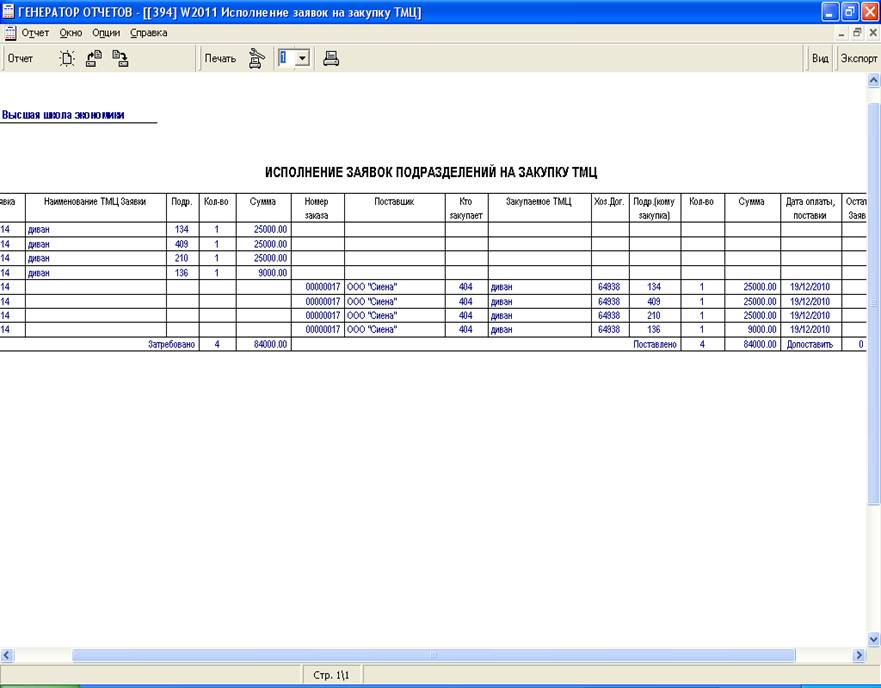 ГЕНЕРАТОР ОТЧЕТОВ - [[394] W2011 Исполнение заявок на закупку ТМЦ]
Отчет Окно Опции Справка
Отчет Печать 1 Вид Экспорт
Высшая школа экономики
ИСПОЛНЕНИЕ ЗАЯВОК ПОДРАЗДЕЛЕНИЙ НА ЗАКУПКУ ТМЦ
явка Наименование ТМЦ Заявки Подр. Кол-во Сумма Номер Поставщик Кто Закупаемое ТМЦ Хоз.Дог. Подр.(кому Кол-во Сумма Дата оплаты, Остат
заказа закупает закупка) поставки Заяв
14 диван 134 1 25000.00
14 диван 409 1 25000.00
14 диван 210 1 25000.00
14 диван 136 1 9000.00
14 00000017 ООО "Сиена" 404 диван 64938 134 1 25000.00 19/12/2010
14 00000017 ООО "Сиена" 404 диван 64938 409 1 25000.00 19/12/2010
14 00000017 ООО "Сиена" 404 диван 64938 210 1 25000.00 19/12/2010
14 00000017 ООО "Сиена" 404 диван 64938 136 1 9000.00 19/12/2010
Затребовано 4 84000.00 Поставлено 4 84000.00 Допоставить 0
Стр. 1\1